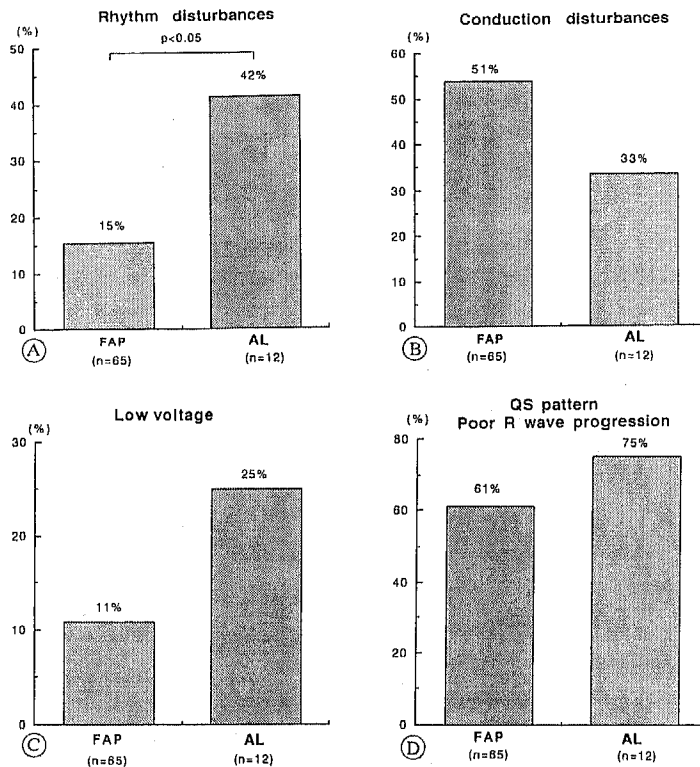 Rhythm disturbances
(%)
p<0.05
50
40
30
20
10
0
15%
42%
FAP
(n=65)
AL
(n=12)
A
Conduction disturbances
(%)
60
50
40
30
20
10
0
51%
33%
FAP
(n=65)
AL
(n=12)
B
Low voltage
(%)
30
20
10
0
11%
25%
FAP
(n=65)
AL
(n=12)
C
QS pattern
Poor R wave progression
(%)
80
60
40
20
0
61%
75%
FAP
(n=65)
AL
(n=12)
D